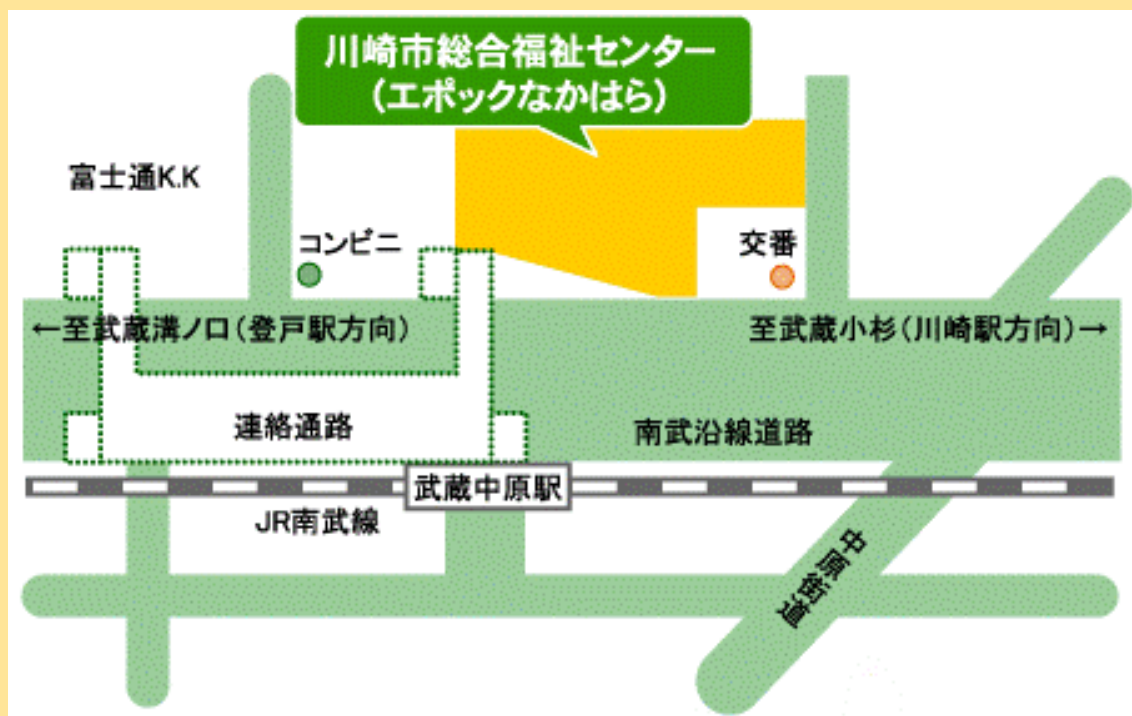 川崎市総合福祉センター
（エポックなかはら）
富士通K.K
コンビニ
交番
←至武蔵溝ノ口（登戸駅方向）
至武蔵小杉（川崎駅方向）→
連絡通路
南武沿線道路
武蔵中原駅
JR南武線
中原街道